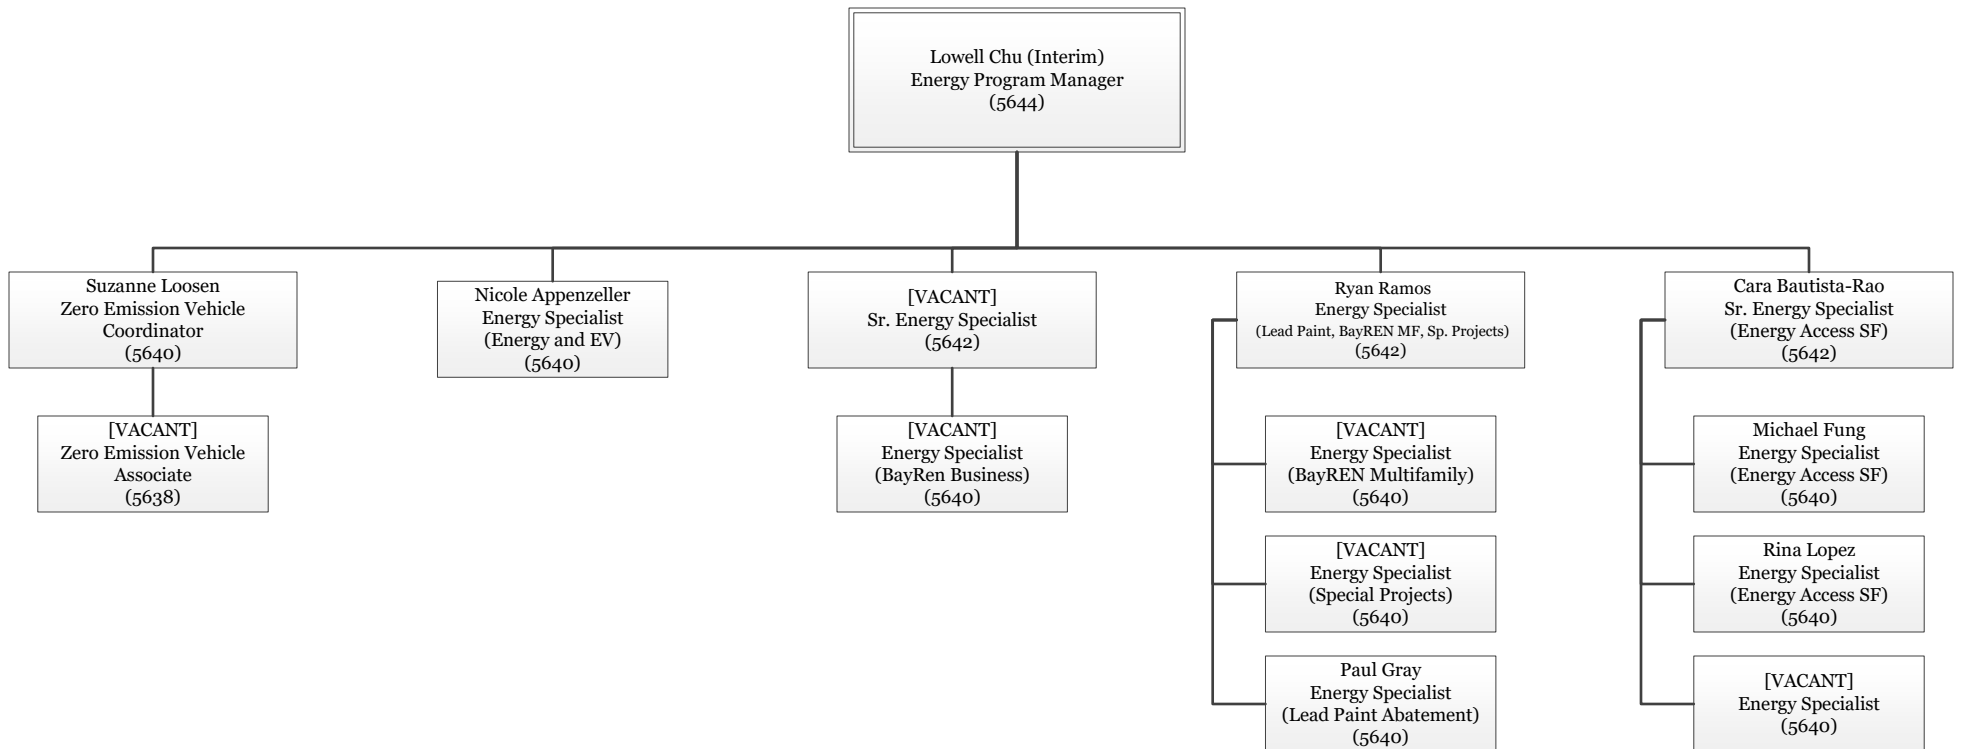 Lowell Chu (Interim)
Energy Program Manager
(5644)
Suzanne Loosen
Zero Emission Vehicle
Coordinator
(5640)
Nicole Appenzeller
Energy Specialist
(Energy and EV)
(5640)
[VACANT]
Sr. Energy Specialist
(5642)
Ryan Ramos
Energy Specialist
(Lead Paint, BayREN MF, Sp. Projects)
(5642)
Cara Bautista-Rao
Sr. Energy Specialist
(Energy Access SF)
(5642)
[VACANT]
Zero Emission Vehicle
Associate
(5638)
[VACANT]
Energy Specialist
(BayRen Business)
(5640)
[VACANT]
Energy Specialist
(BayREN Multifamily)
(5640)
Michael Fung
Energy Specialist
(Energy Access SF)
(5640)
[VACANT]
Energy Specialist
(Special Projects)
(5640)
Rina Lopez
Energy Specialist
(Energy Access SF)
(5640)
Paul Gray
Energy Specialist
(Lead Paint Abatement)
(5640)
[VACANT]
Energy Specialist
(5640)